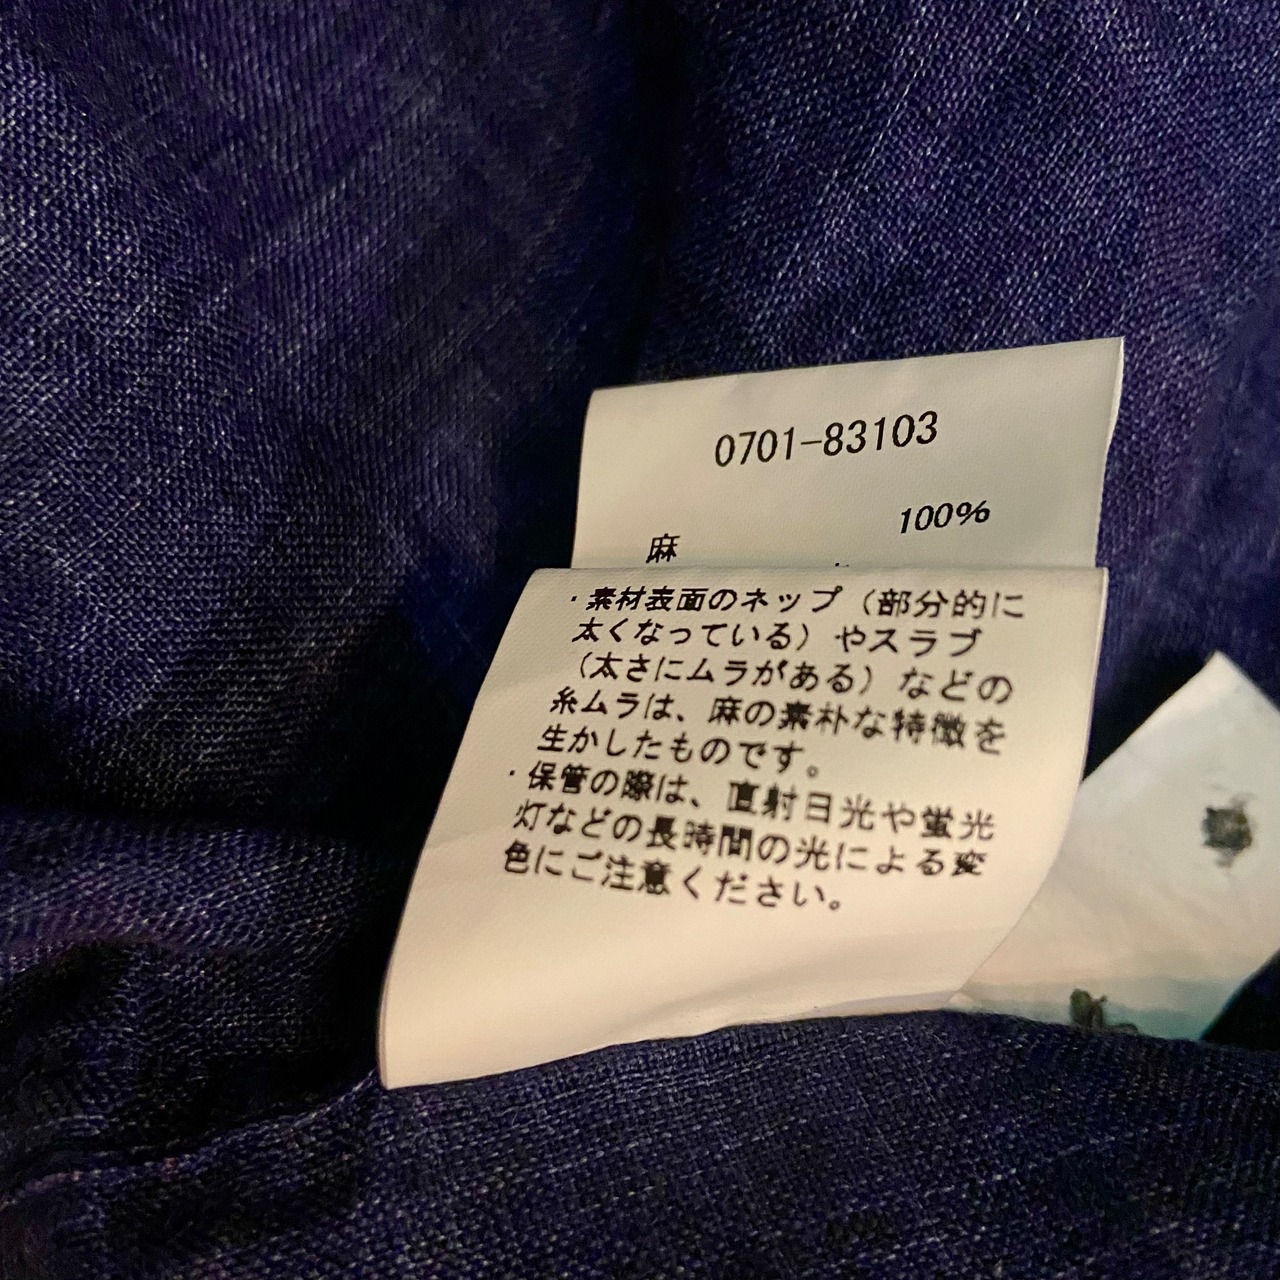 0701-83103
麻 100%
・素材表面のネップ（部分的に
太くなっている）やスラブ
（太さにムラがある）などの
糸ムラは、麻の素朴な特徴を
生かしたものです。
・保管の際は、直射日光や蛍光
灯などの長時間の光による変
色にご注意ください。